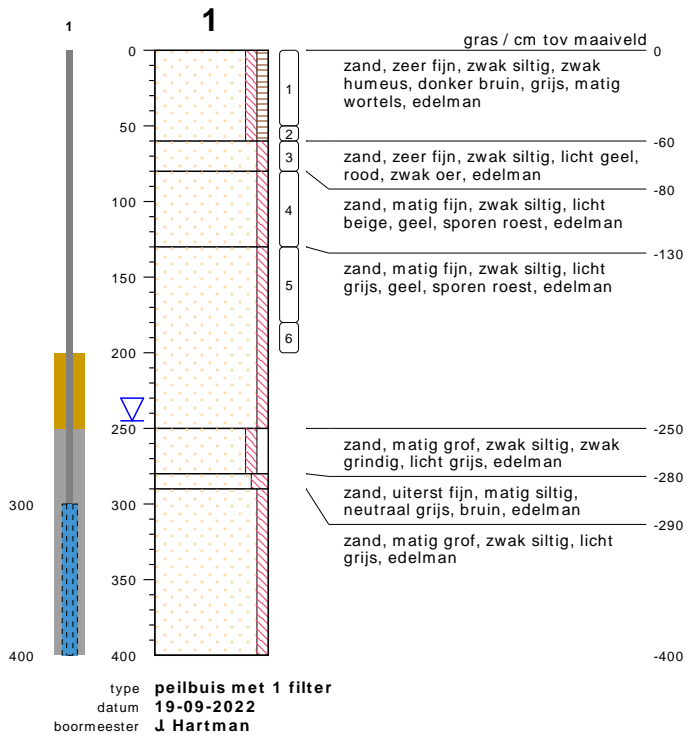 1
1
gras / cm tov maaiveld
0
50
100
150
200
250
300
350
400
300
400
1
2
3
4
5
6
0
zand, zeer fijn, zwak siltig, zwak
humeus, donker bruin, grijs, matig
wortels, edelman
-60
zand, zeer fijn, zwak siltig, licht geel,
rood, zwak oer, edelman
-80
zand, matig fijn, zwak siltig, licht
beige, geel, sporen roest, edelman
-130
zand, matig fijn, zwak siltig, licht
grijs, geel, sporen roest, edelman
-250
zand, matig grof, zwak siltig, zwak
grindig, licht grijs, edelman
-280
zand, uiterst fijn, matig siltig,
neutraal grijs, bruin, edelman
-290
zand, matig grof, zwak siltig, licht
grijs, edelman
-400
type peilbuis met 1 filter
datum 19-09-2022
boormeester J. Hartman